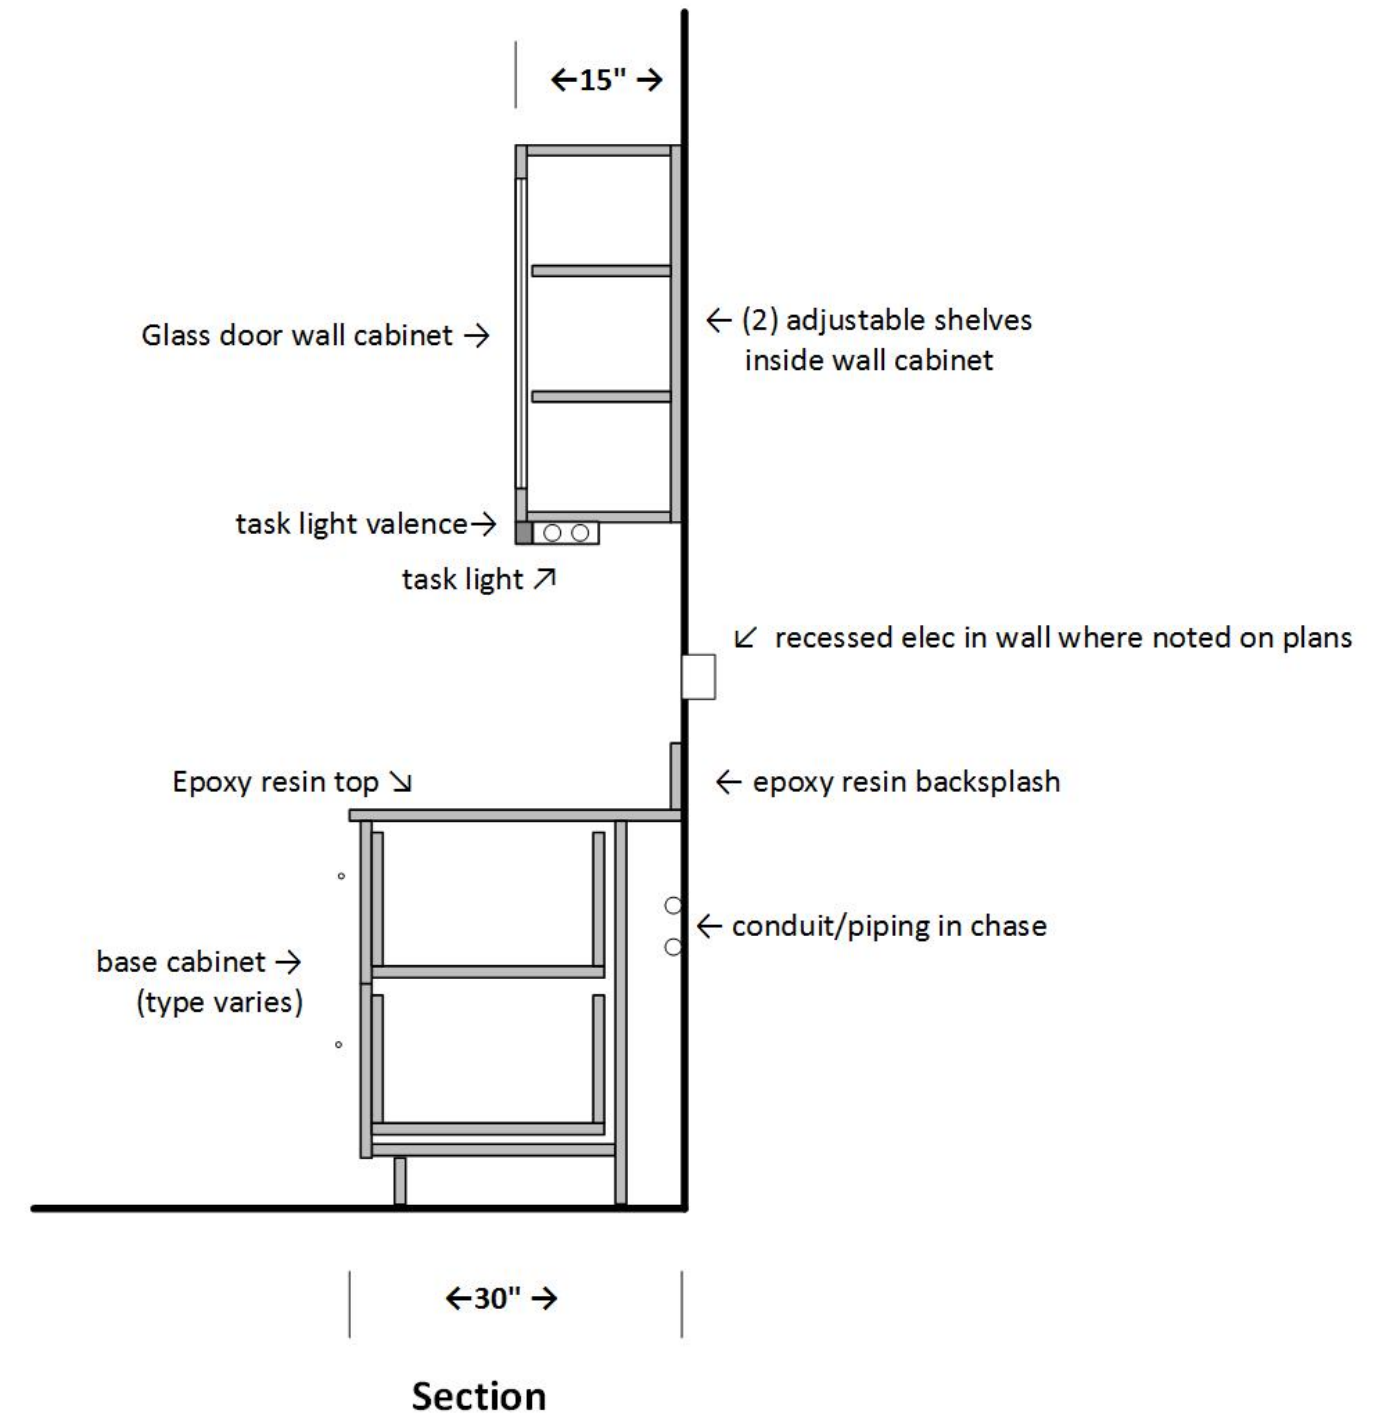 ←15" →
Glass door wall cabinet →
← (2) adjustable shelves
inside wall cabinet
task light valence→
task light ↗
↙ recessed elec in wall where noted on plans
Epoxy resin top ↘
← epoxy resin backsplash
← conduit/piping in chase
base cabinet →
(type varies)
←30" →
Section